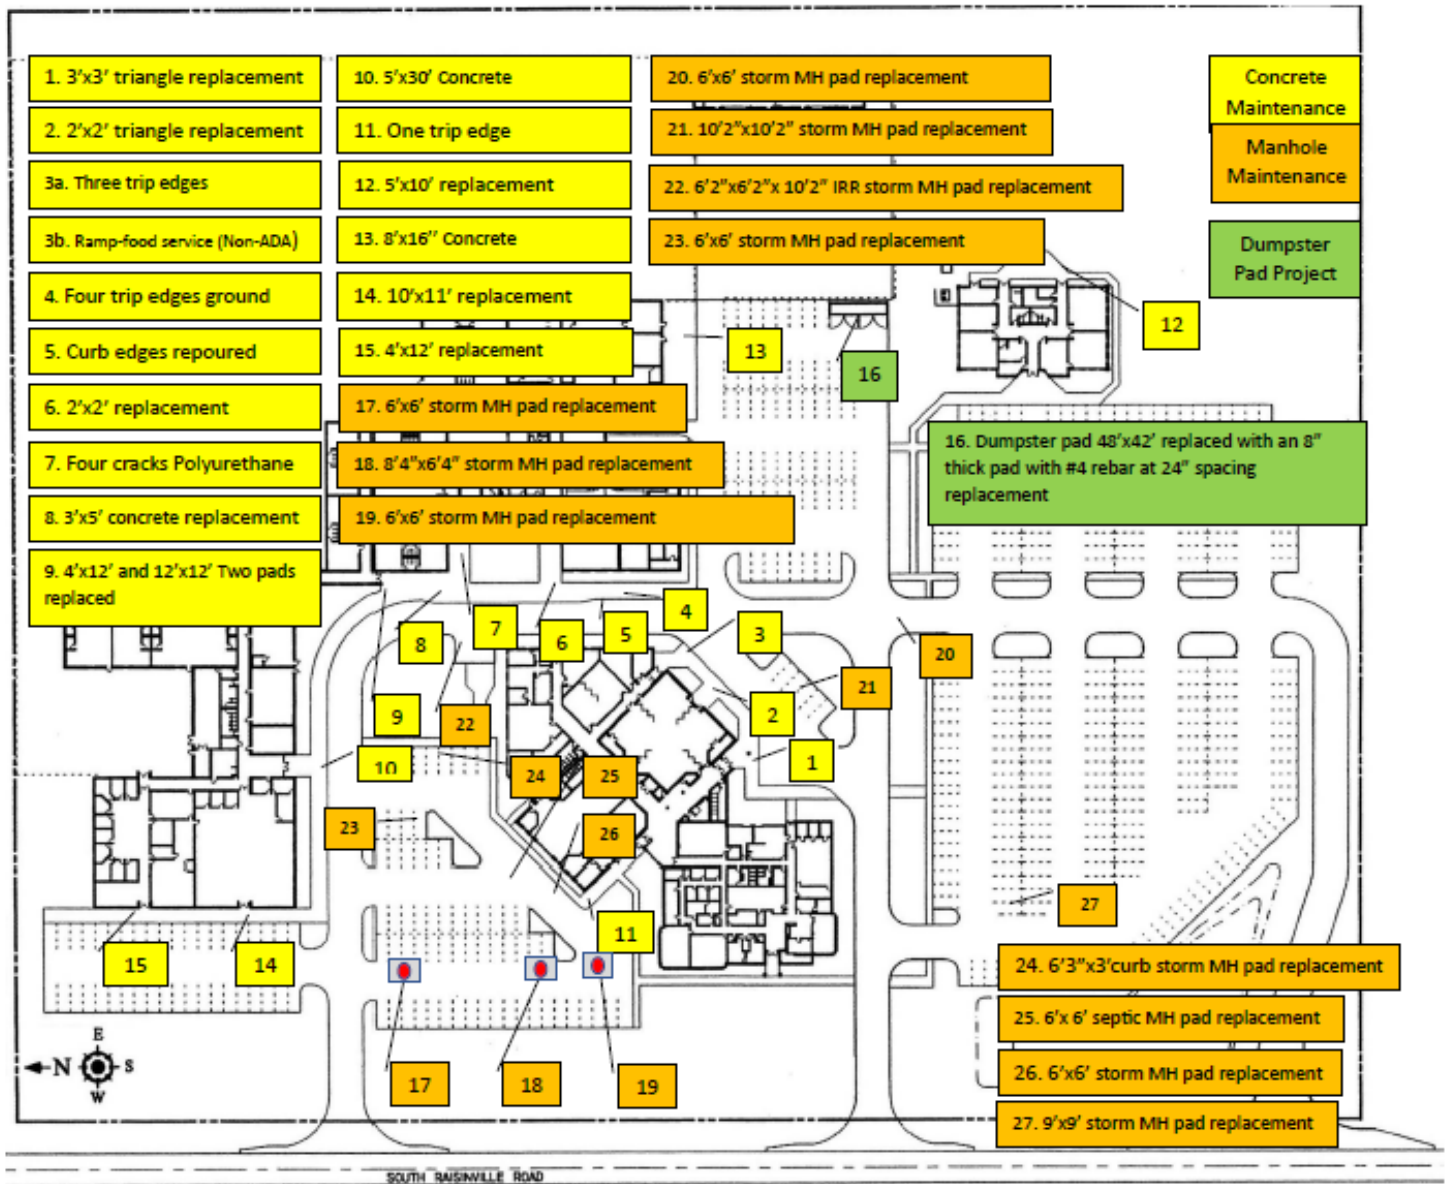 1. 3’x3’ triangle replacement
2. 2’x2’ triangle replacement
3a. Three trip edges
3b. Ramp-food service (Non-ADA)
4. Four trip edges ground
5. Curb edges repoured
6. 2’x2’ replacement
7. Four cracks Polyurethane
8. 3’x5’ concrete replacement
9. 4’x12’ and 12’x12’ Two pads
replaced
10. 5’x30’ Concrete
11. One trip edge
12. 5’x10’ replacement
13. 8’x16’’ Concrete
14. 10’x11’ replacement
15. 4’x12’ replacement
17. 6’x6’ storm MH pad replacement
18. 8’4”x6’4” storm MH pad replacement
19. 6’x6’ storm MH pad replacement
20. 6’x6’ storm MH pad replacement
21. 10’2”x10’2” storm MH pad replacement
22. 6’2”x6’2”x 10’2” IRR storm MH pad replacement
23. 6’x6’ storm MH pad replacement
Concrete
Maintenance
Manhole
Maintenance
Dumpster
Pad Project
12
13
16
16. Dumpster pad 48’x42’ replaced with an 8”
thick pad with #4 rebar at 24” spacing
replacement
4
7
5
3
8
6
20
21
9
22
2
10
24
25
1
23
26
27
11
15
14
24. 6’3”x3’curb storm MH pad replacement
25. 6’x 6’ septic MH pad replacement
26. 6’x6’ storm MH pad replacement
27. 9’x9’ storm MH pad replacement
E
N
S
W
17
18
19
SOUTH RAISINVILLE ROAD